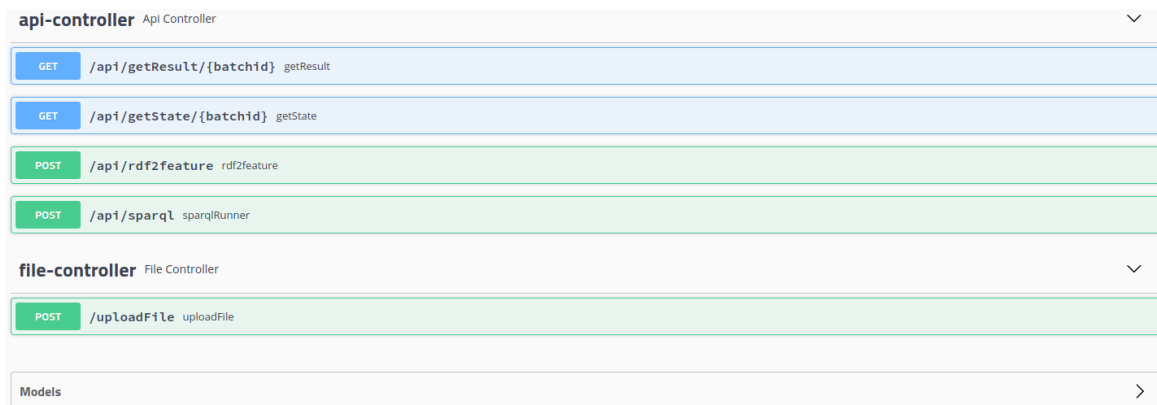 api-controller Api Controller
GET /api/getResult/{batchid} getResult
GET /api/getState/{batchid} getState
POST /api/rdf2feature rdf2feature
POST /api/sparql sparqlRunner
file-controller File Controller
POST /uploadFile uploadFile
Models